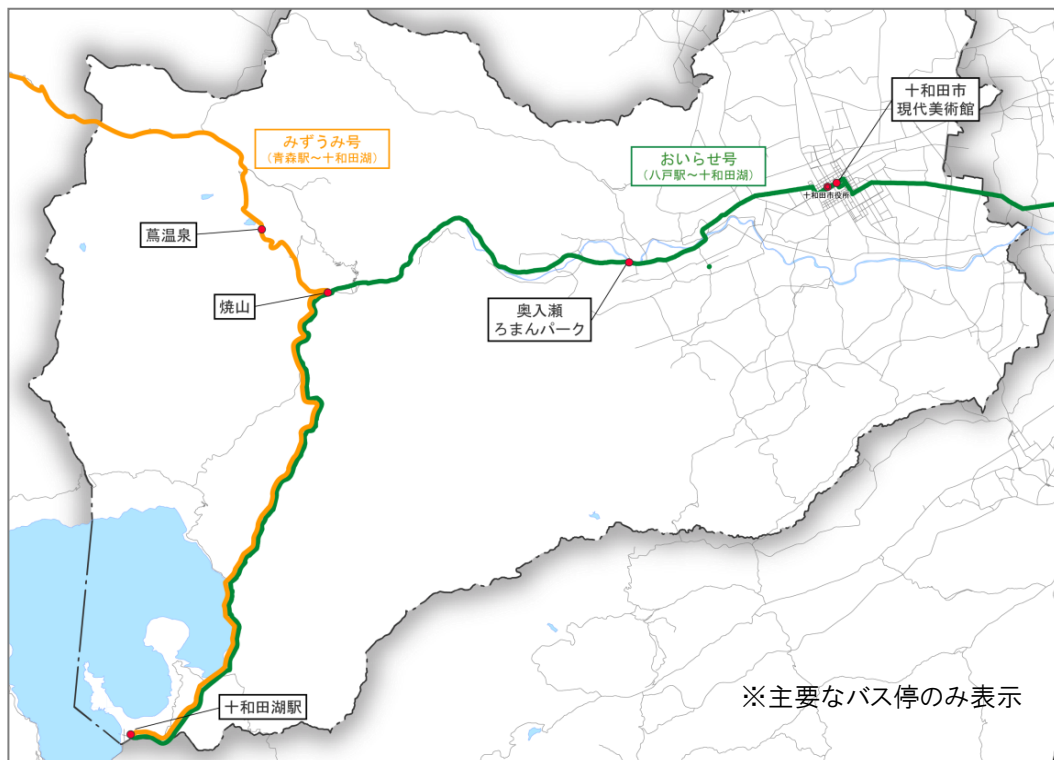 十和田市
現代美術館
みずうみ号
（青森駅～十和田湖）
おいらせ号
（八戸駅～十和田湖）
十和田市役所
蔦温泉
焼山
奥入瀬
ろまんパーク
十和田湖駅
※主要なバス停のみ表示